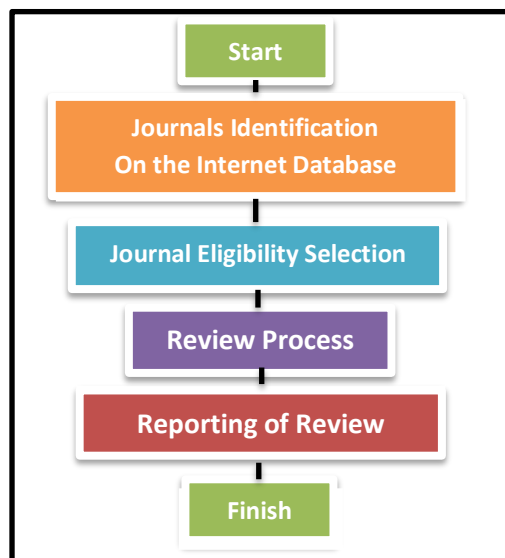 Start
Journals Identification
On the Internet Database
Journal Eligibility Selection
Review Process
Reporting of Review
Finish